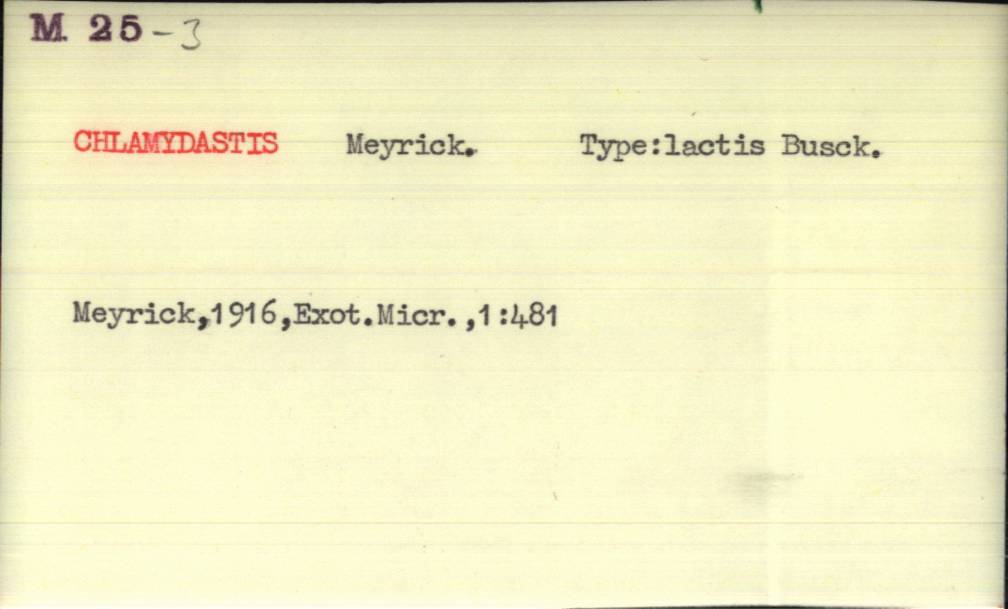 M. 25-3
CHLAMYDASTIS Meyrick. Type:lactis Busck.
Meyrick,1916,Exot.Micr.,1:481